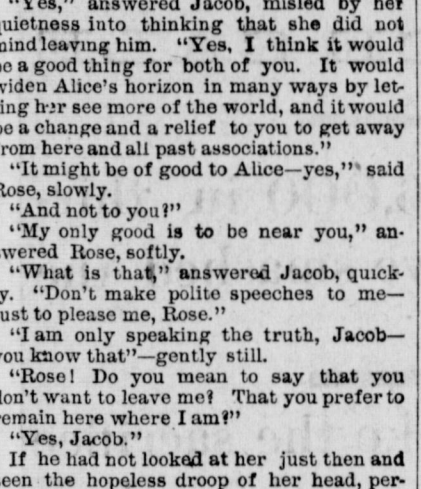 "Yes," answered Jacob, misled by her
quietness into thinking that she did not
mind leaving him. "Yes, I think it would
be a good thing for both of you. It would
widen Alice's horizon in many ways by let-
ting her see more of the world, and it would
be a change and a relief to you to get away
from here and all past associations."
"It might be of good to Alice—yes," said
Rose, slowly.
"And not to you?"
"My only good is to be near you," an-
swered Rose, softly.
"What is that," answered Jacob, quick-
ly. "Don't make polite speeches to me—
just to please me, Rose."
"I am only speaking the truth, Jacob—
you know that"—gently still.
"Rose! Do you mean to say that you
don't want to leave me? That you prefer to
remain here where I am?"
"Yes, Jacob."
If he had not looked at her just then and
seen the hopeless droop of her head, per-